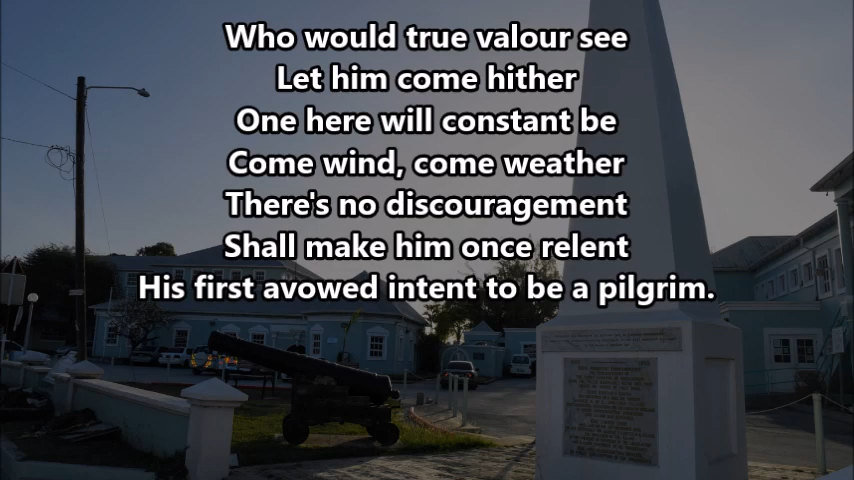 Who would true valour see
Let him come hither
One here will constant be
Come wind, come weather
There's no discouragement
Shall make him once relent
His first avowed intent to be a pilgrim.